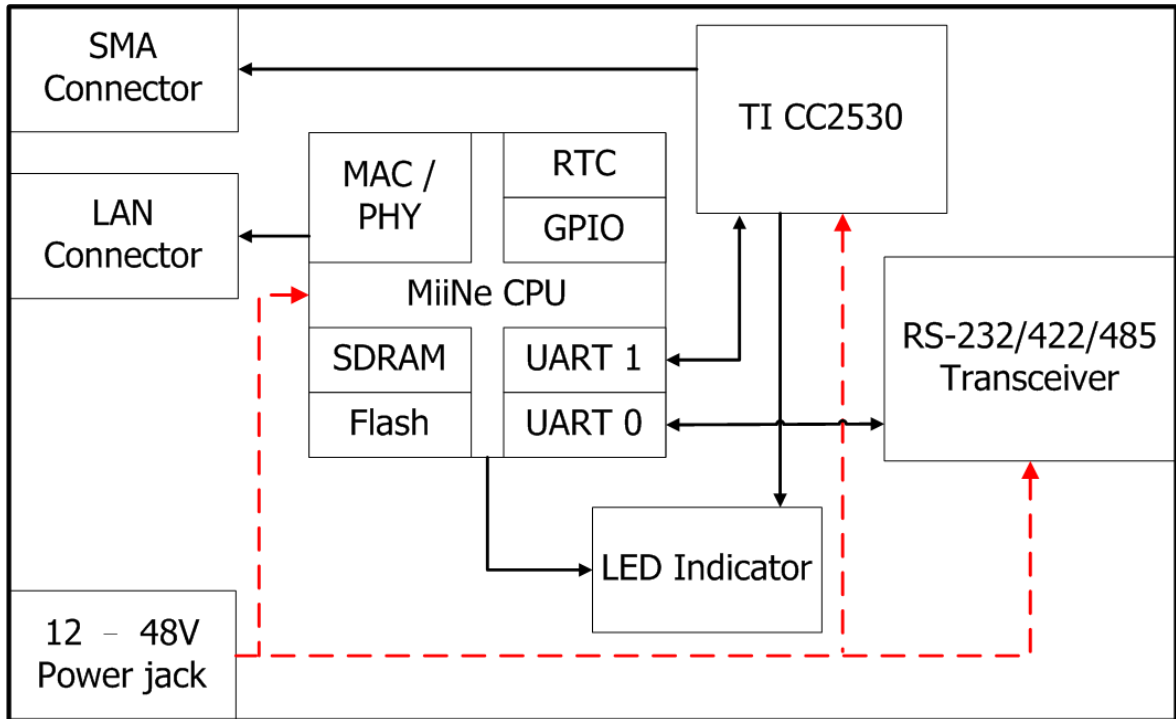 SMA
Connector
TI CC2530
MAC /
PHY
RTC
GPIO
LAN
Connector
MiiNe CPU
SDRAM
UART 1
Flash
UART 0
RS-232/422/485
Transceiver
LED Indicator
12 – 48V
Power jack